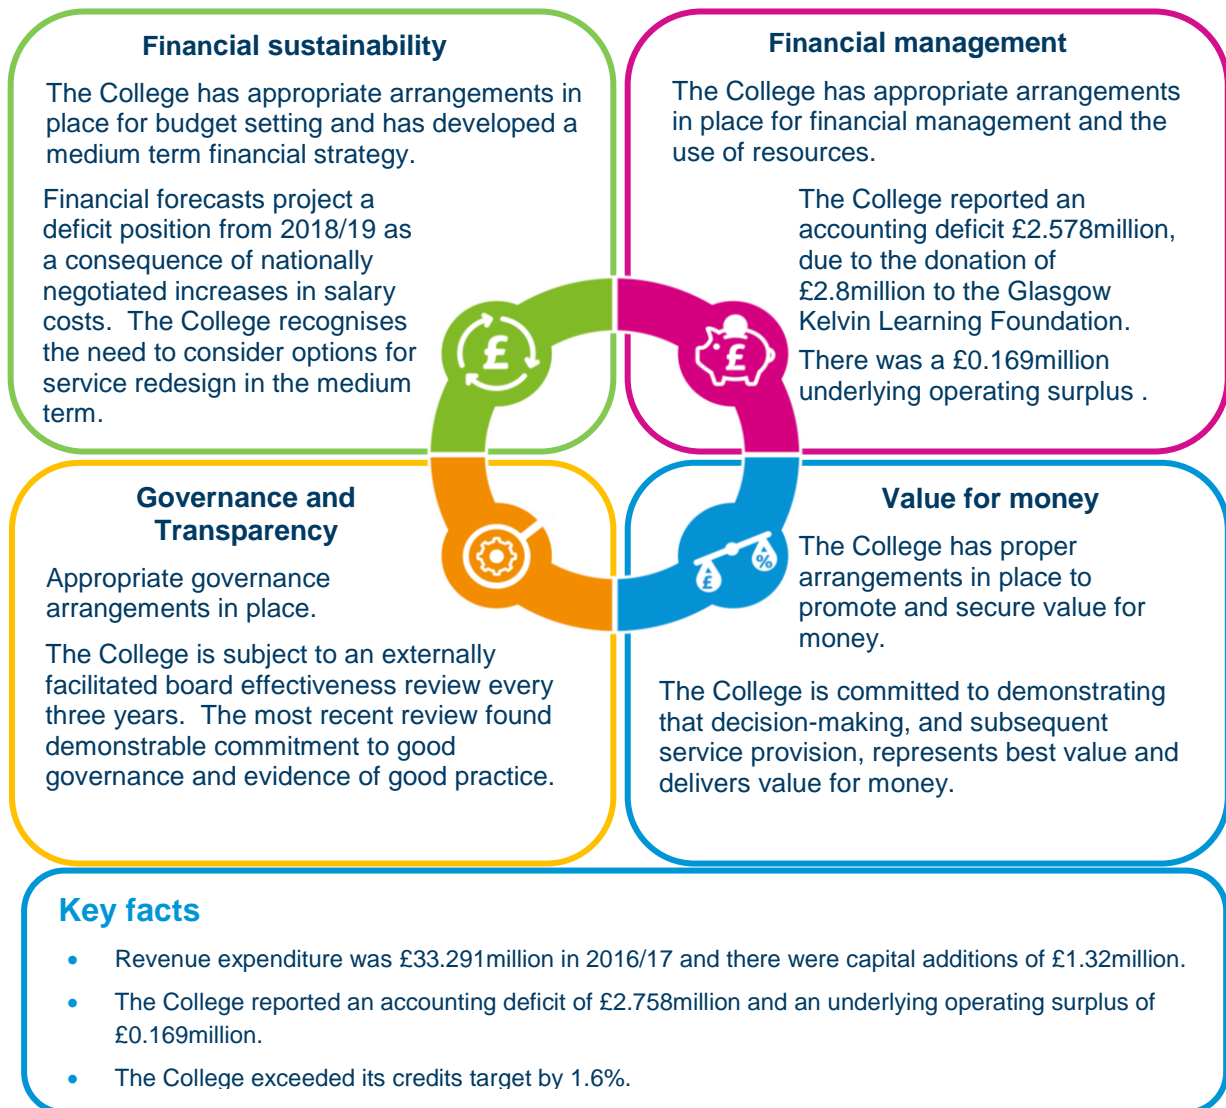 Financial sustainability
The College has appropriate arrangements in
place for budget setting and has developed a
medium term financial strategy.
Financial forecasts project a
deficit position from 2018/19 as
a consequence of nationally
negotiated increases in salary
costs.  The College recognises
the need to consider options for
service redesign in the medium
term.
Financial management
The College has appropriate arrangements
in place for financial management and the
use of resources.
The College reported an
accounting deficit £2.578million,
due to the donation of
£2.8million to the Glasgow
Kelvin Learning Foundation.
There was a £0.169million
underlying operating surplus .
£
£
Governance and
Transparency
Appropriate governance
arrangements in place.
The College is subject to an externally
facilitated board effectiveness review every
three years.  The most recent review found
demonstrable commitment to good
governance and evidence of good practice.
£
%
Value for money
The College has proper
arrangements in place to
promote and secure value for
money.
The College is committed to demonstrating
that decision-making, and subsequent
service provision, represents best value and
delivers value for money.
Key facts
• Revenue expenditure was £33.291million in 2016/17 and there were capital additions of £1.32million.
• The College reported an accounting deficit of £2.758million and an underlying operating surplus of
£0.169million.
• The College exceeded its credits target by 1.6%.